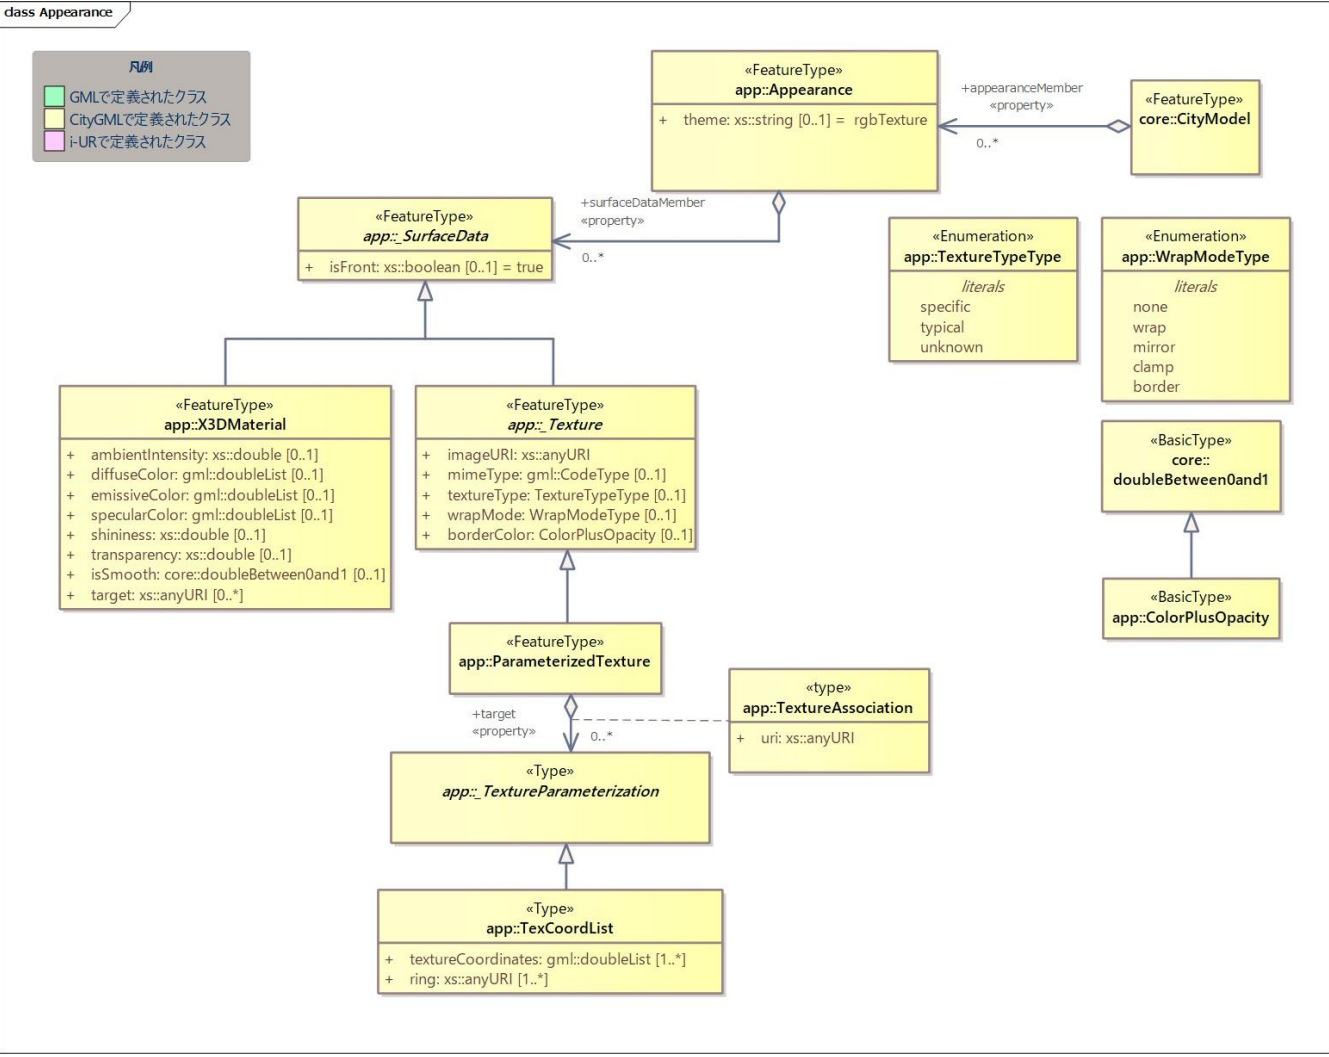 class Appearance
凡例
GMLで定義されたクラス
CityGMLで定義されたクラス
i-URで定義されたクラス
«FeatureType»
app::Appearance
+ theme: xs::string [0..1] = rgbTexture
+appearanceMember
«property»
0..*
«FeatureType»
core::CityModel
+surfaceDataMember
«property»
0..*
«FeatureType»
app::_SurfaceData
+ isFront: xs::boolean [0..1] = true
«Enumeration»
app::TextureTypeType
literals
specific
typical
unknown
«Enumeration»
app::WrapModeType
literals
none
wrap
mirror
clamp
border
«FeatureType»
app::X3DMaterial
+ ambientIntensity: xs::double [0..1]
+ diffuseColor: gml::doubleList [0..1]
+ emissiveColor: gml::doubleList [0..1]
+ specularColor: gml::doubleList [0..1]
+ shininess: xs::double [0..1]
+ transparency: xs::double [0..1]
+ isSmooth: core::doubleBetween0and1 [0..1]
+ target: xs::anyURI [0..*]
«FeatureType»
app::_Texture
+ imageURI: xs::anyURI
+ mimeType: gml::CodeType [0..1]
+ textureType: TextureTypeType [0..1]
+ wrapMode: WrapModeType [0..1]
+ borderColor: ColorPlusOpacity [0..1]
«BasicType»
core::
doubleBetween0and1
«BasicType»
app::ColorPlusOpacity
«FeatureType»
app::ParameterizedTexture
+target
«property»
0..*
«type»
app::TextureAssociation
+ uri: xs::anyURI
«Type»
app::_TextureParameterization
«Type»
app::TexCoordList
+ textureCoordinates: gml::doubleList [1..*]
+ ring: xs::anyURI [1..*]